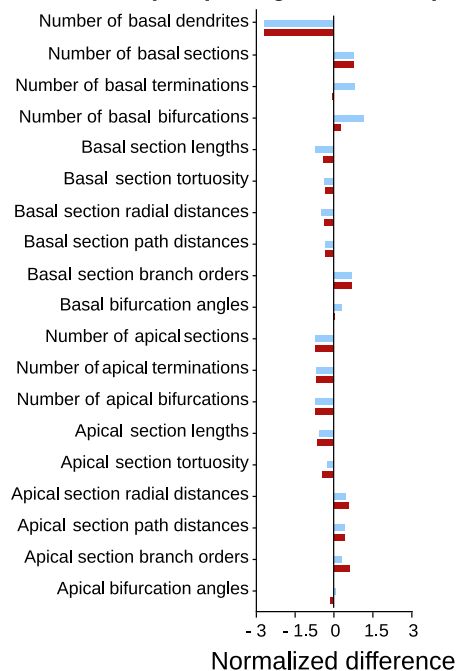 Number of basal dendrites
Number of basal sections
Number of basal terminations
Number of basal bifurcations
Basal section lengths
Basal section tortuosity
Basal section radial distances
Basal section path distances
Basal section branch orders
Basal bifurcation angles
Number of apical sections
Number of apical terminations
Number of apical bifurcations
Apical section lengths
Apical section tortuosity
Apical section radial distances
Apical section path distances
Apical section branch orders
Apical bifurcation angles
- 3 - 1.5 0 1.5 3
Normalized difference